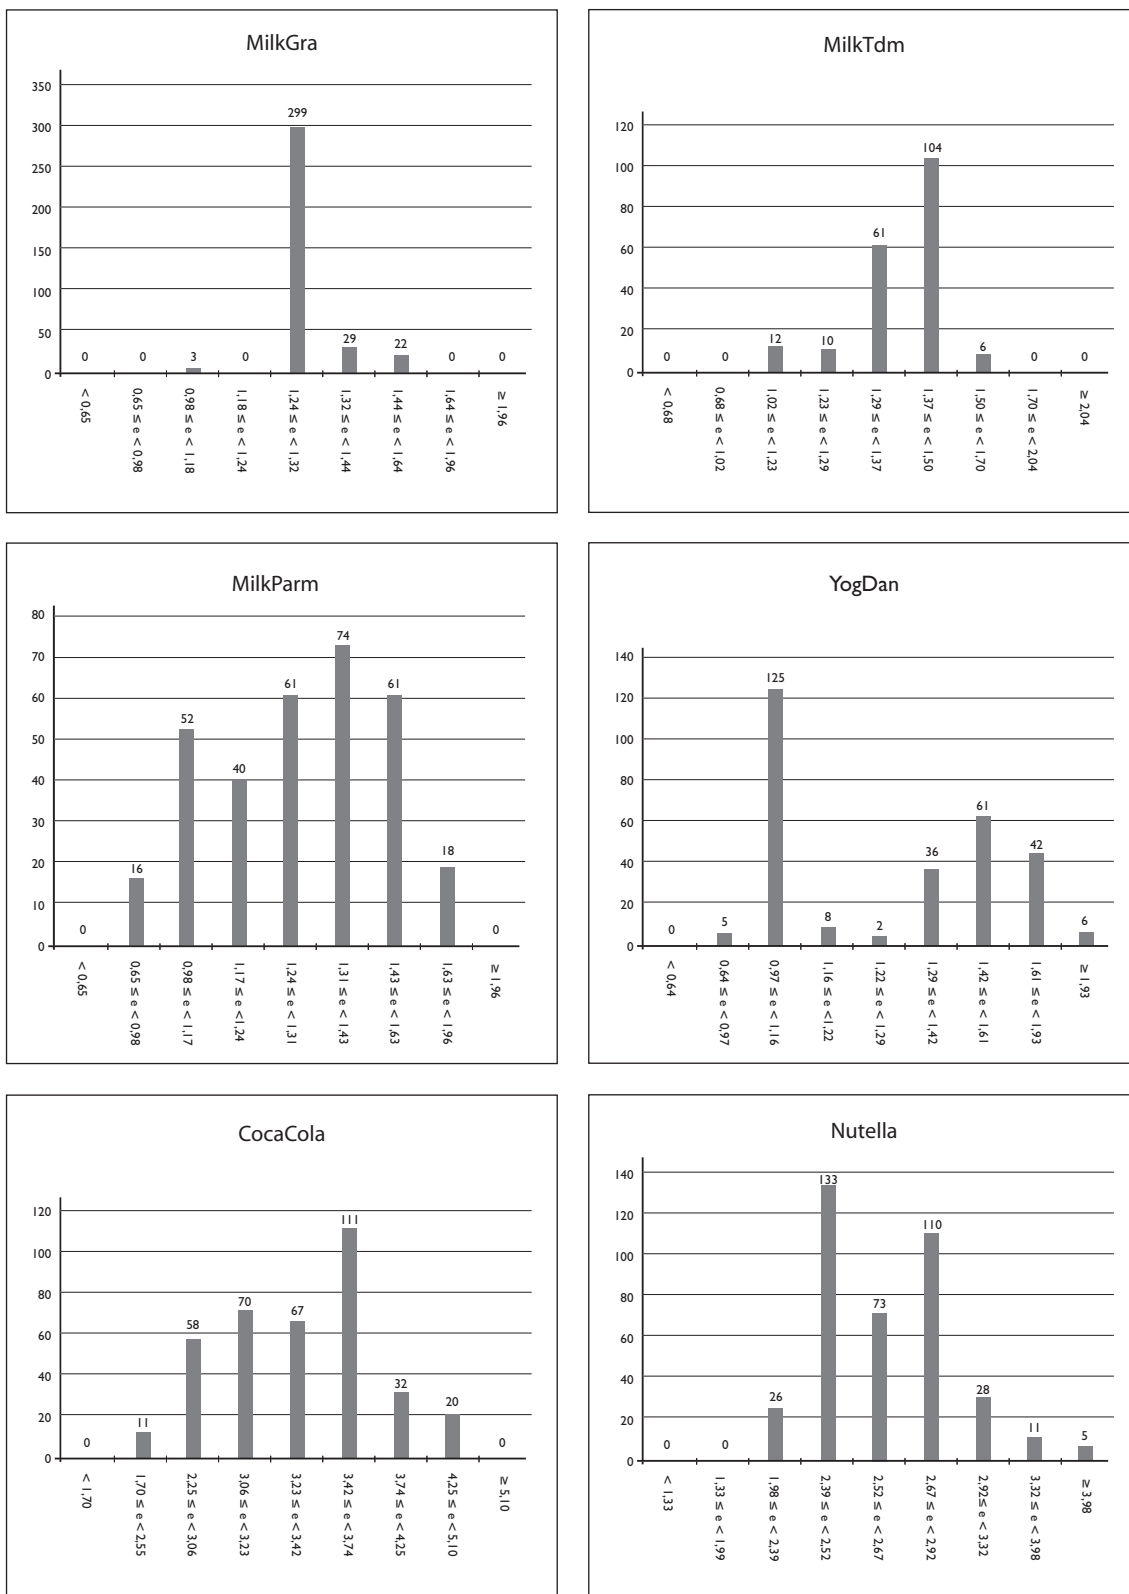 MilkGra
350
300
250
200
150
100
50
0
0
0
3
0
299
29
22
0
0
< 0,65
0,65 ≤ e < 0,98
0,98 ≤ e < 1,18
1,18 ≤ e < 1,24
1,24 ≤ e < 1,32
1,32 ≤ e < 1,44
1,44 ≤ e < 1,64
1,64 ≤ e < 1,96
≥ 1,96
MilkTdm
120
100
80
60
40
20
0
0
0
12
10
61
104
6
0
0
< 0,68
0,68 ≤ e < 1,02
1,02 ≤ e < 1,23
1,23 ≤ e < 1,29
1,29 ≤ e < 1,37
1,37 ≤ e < 1,50
1,50 ≤ e < 1,70
1,70 ≤ e < 2,04
≥ 2,04
MilkParm
80
70
60
50
40
30
20
10
0
0
16
52
40
61
74
61
18
0
< 0,65
0,65 ≤ e < 0,98
0,98 ≤ e < 1,17
1,17 ≤ e <1,24
1,24 ≤ e < 1,31
1,31 ≤ e < 1,43
1,43 ≤ e < 1,63
1,63 ≤ e < 1,96
≥ 1,96
YogDan
140
120
100
80
60
40
20
0
0
5
125
8
2
36
61
42
6
< 0,64
0,64 ≤ e < 0,97
0,97 ≤ e < 1,16
1,16 ≤ e <1,22
1,22 ≤ e < 1,29
1,29 ≤ e < 1,42
1,42 ≤ e < 1,61
1,61 ≤ e < 1,93
≥ 1,93
CocaCola
120
100
80
60
40
20
0
0
11
58
70
67
111
32
20
0
< 1,70
1,70 ≤ e < 2,55
2,25 ≤ e < 3,06
3,06 ≤ e < 3,23
3,23 ≤ e < 3,42
3,42 ≤ e < 3,74
3,74 ≤ e < 4,25
4,25 ≤ e < 5,10
≥ 5,10
Nutella
140
120
100
80
60
40
20
0
0
0
26
133
73
110
28
11
5
< 1,33
1,33 ≤ e < 1,99
1,98 ≤ e < 2,39
2,39 ≤ e < 2,52
2,52 ≤ e < 2,67
2,67 ≤ e < 2,92
2,92≤ e < 3,32
3,32 ≤ e < 3,98
≥ 3,98